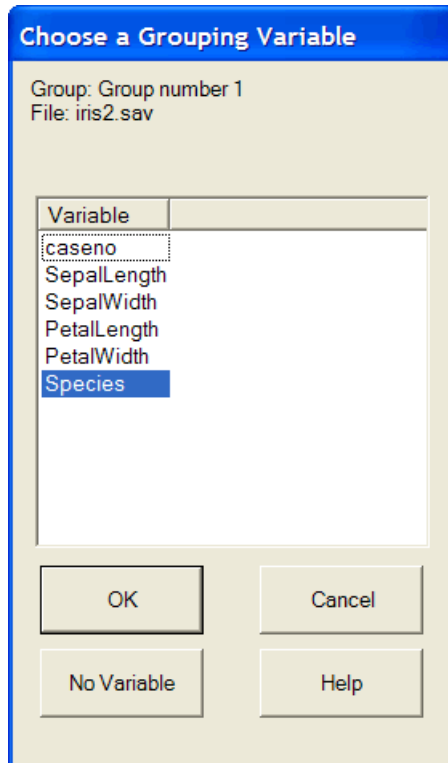 Choose a Grouping Variable
Group: Group number 1
File: iris2.sav
Variable
caseno
SepalLength
SepalWidth
PetalLength
PetalWidth
Species
OK
Cancel
No Variable
Help